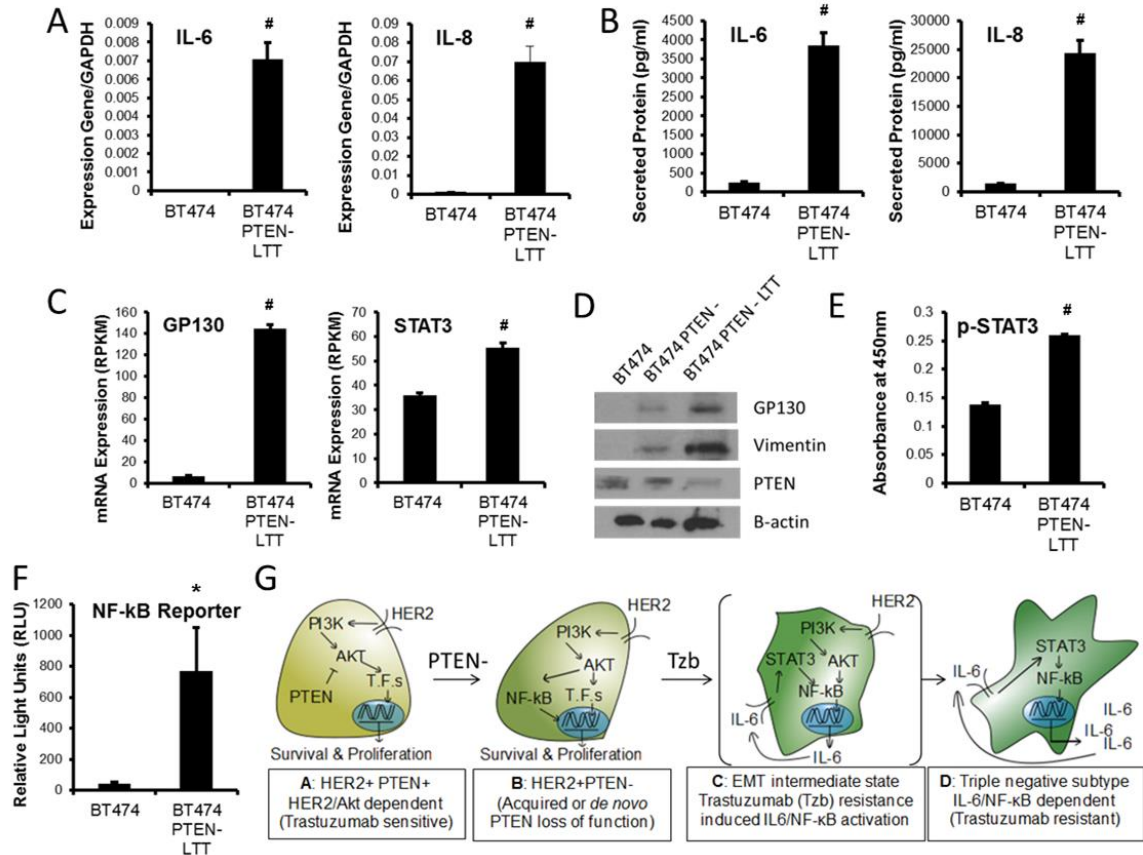 A
Expression Gene/GAPDH
0.009
0.008
0.007
0.006
0.005
0.004
0.003
0.002
0.001
0
IL-6
#
BT474
BT474
PTEN-
LTT
Expression Gene/GAPDH
0.09
0.08
0.07
0.06
0.05
0.04
0.03
0.02
0.01
0
IL-8
#
BT474
BT474
PTEN-
LTT
B
Secreted Protein (pg/ml)
4500
4000
3500
3000
2500
2000
1500
1000
500
0
IL-6
#
BT474
BT474
PTEN-
LTT
Secreted Protein (pg/ml)
30000
25000
20000
15000
10000
5000
0
IL-8
#
BT474
BT474
PTEN-
LTT
C
mRNA Expression (RPKM)
160
140
120
100
80
60
40
20
0
GP130
#
BT474
BT474
PTEN-
LTT
mRNA Expression (RPKM)
70
60
50
40
30
20
10
0
STAT3
#
BT474
BT474
PTEN-
LTT
D
BT474
BT474 PTEN -
BT474 PTEN - LTT
GP130
Vimentin
PTEN
B-actin
E
Absorbance at 450nm
0.3
0.25
0.2
0.15
0.1
0.05
0
p-STAT3
#
BT474
BT474
PTEN-
LTT
F
Relative Light Units (RLU)
1200
1000
800
600
400
200
0
NF-kB Reporter
*
BT474
BT474
PTEN-
LTT
G
HER2
PI3K
AKT
PTEN
T.F.s
Survival & Proliferation
A: HER2+ PTEN+
HER2/Akt dependent
(Trastuzumab sensitive)
PTEN-
HER2
PI3K
AKT
NF-kB
T.F.s
Survival & Proliferation
B: HER2+PTEN-
(Acquired or de novo
PTEN loss of function)
Tzb
HER2
PI3K
STAT3
AKT
NF-kB
IL-6
IL-6
C: EMT intermediate state
Trastuzumab (Tzb) resistance
induced IL6/NF-κB activation
STAT3
IL-6
NF-kB
IL-6
IL-6
IL-6
D: Triple negative subtype
IL-6/NF-κB dependent
(Trastuzumab resistant)